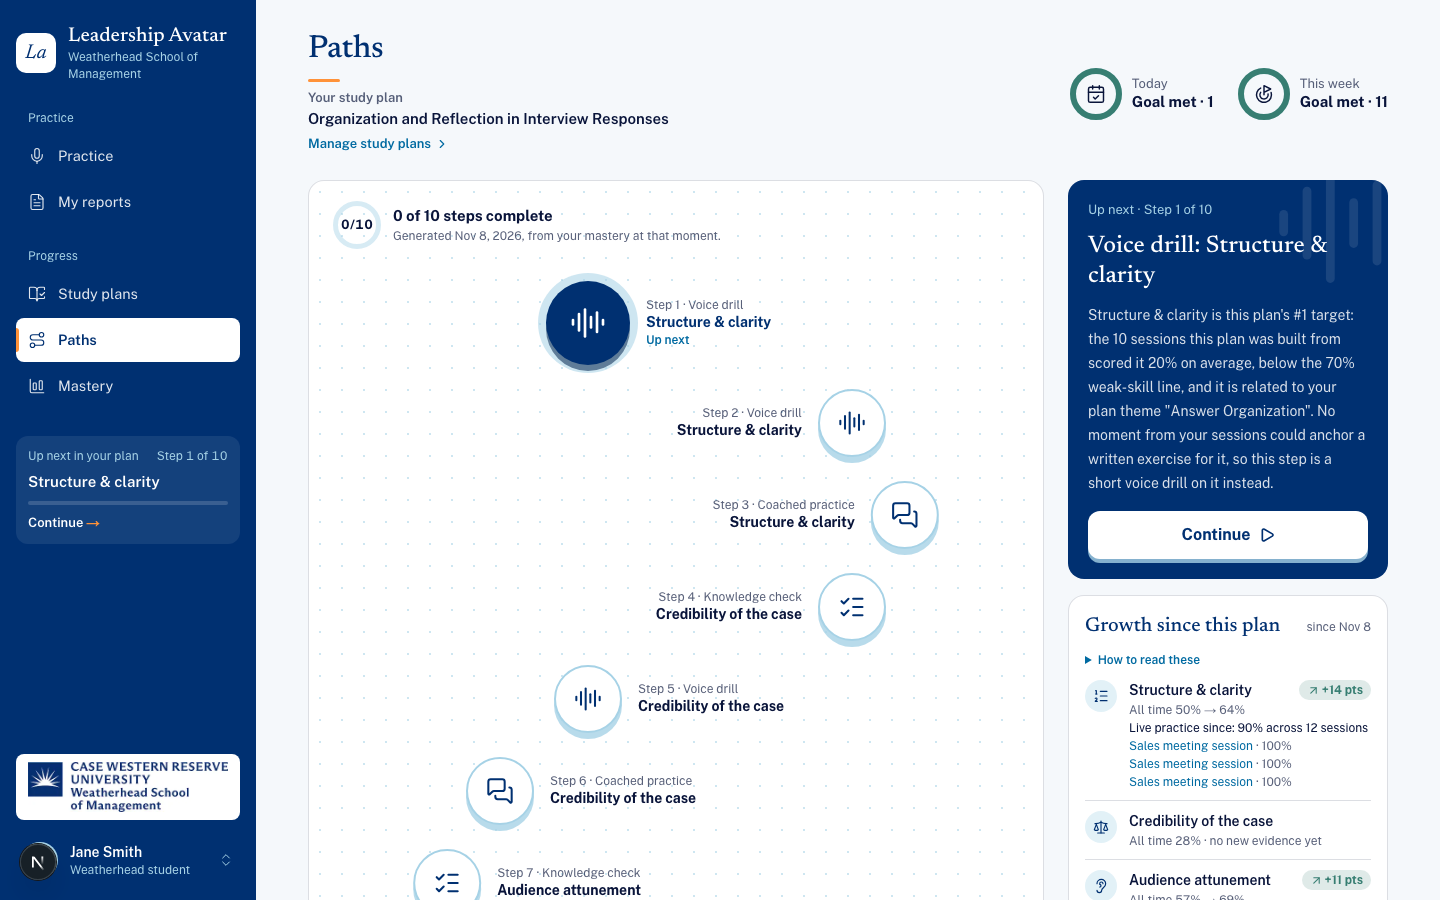 La
Leadership Avatar
Weatherhead School of
Management
Practice
Practice
My reports
Progress
Study plans
Paths
Mastery
Up next in your plan
Step 1 of 10
Structure & clarity
Continue →
CASE WESTERN RESERVE
UNIVERSITY
Weatherhead School
of Management
N
Jane Smith
Weatherhead student
Paths
Your study plan
Organization and Reflection in Interview Responses
Manage study plans
Today
Goal met · 1
This week
Goal met · 11
0/10
0 of 10 steps complete
Generated Nov 8, 2026, from your mastery at that moment.
Step 1 · Voice drill
Structure & clarity
Up next
Step 2 · Voice drill
Structure & clarity
Step 3 · Coached practice
Structure & clarity
Step 4 · Knowledge check
Credibility of the case
Step 5 · Voice drill
Credibility of the case
Step 6 · Coached practice
Credibility of the case
Step 7 · Knowledge check
Audience attunement
Up next · Step 1 of 10
Voice drill: Structure &
clarity
Structure & clarity is this plan's #1 target:
the 10 sessions this plan was built from
scored it 20% on average, below the 70%
weak-skill line, and it is related to your
plan theme "Answer Organization". No
moment from your sessions could anchor a
written exercise for it, so this step is a
short voice drill on it instead.
Continue
Growth since this plan
since Nov 8
How to read these
Structure & clarity
+14 pts
All time 50% → 64%
Live practice since: 90% across 12 sessions
Sales meeting session · 100%
Sales meeting session · 100%
Sales meeting session · 100%
Credibility of the case
All time 28% · no new evidence yet
Audience attunement
+11 pts
All time 57% → 69%